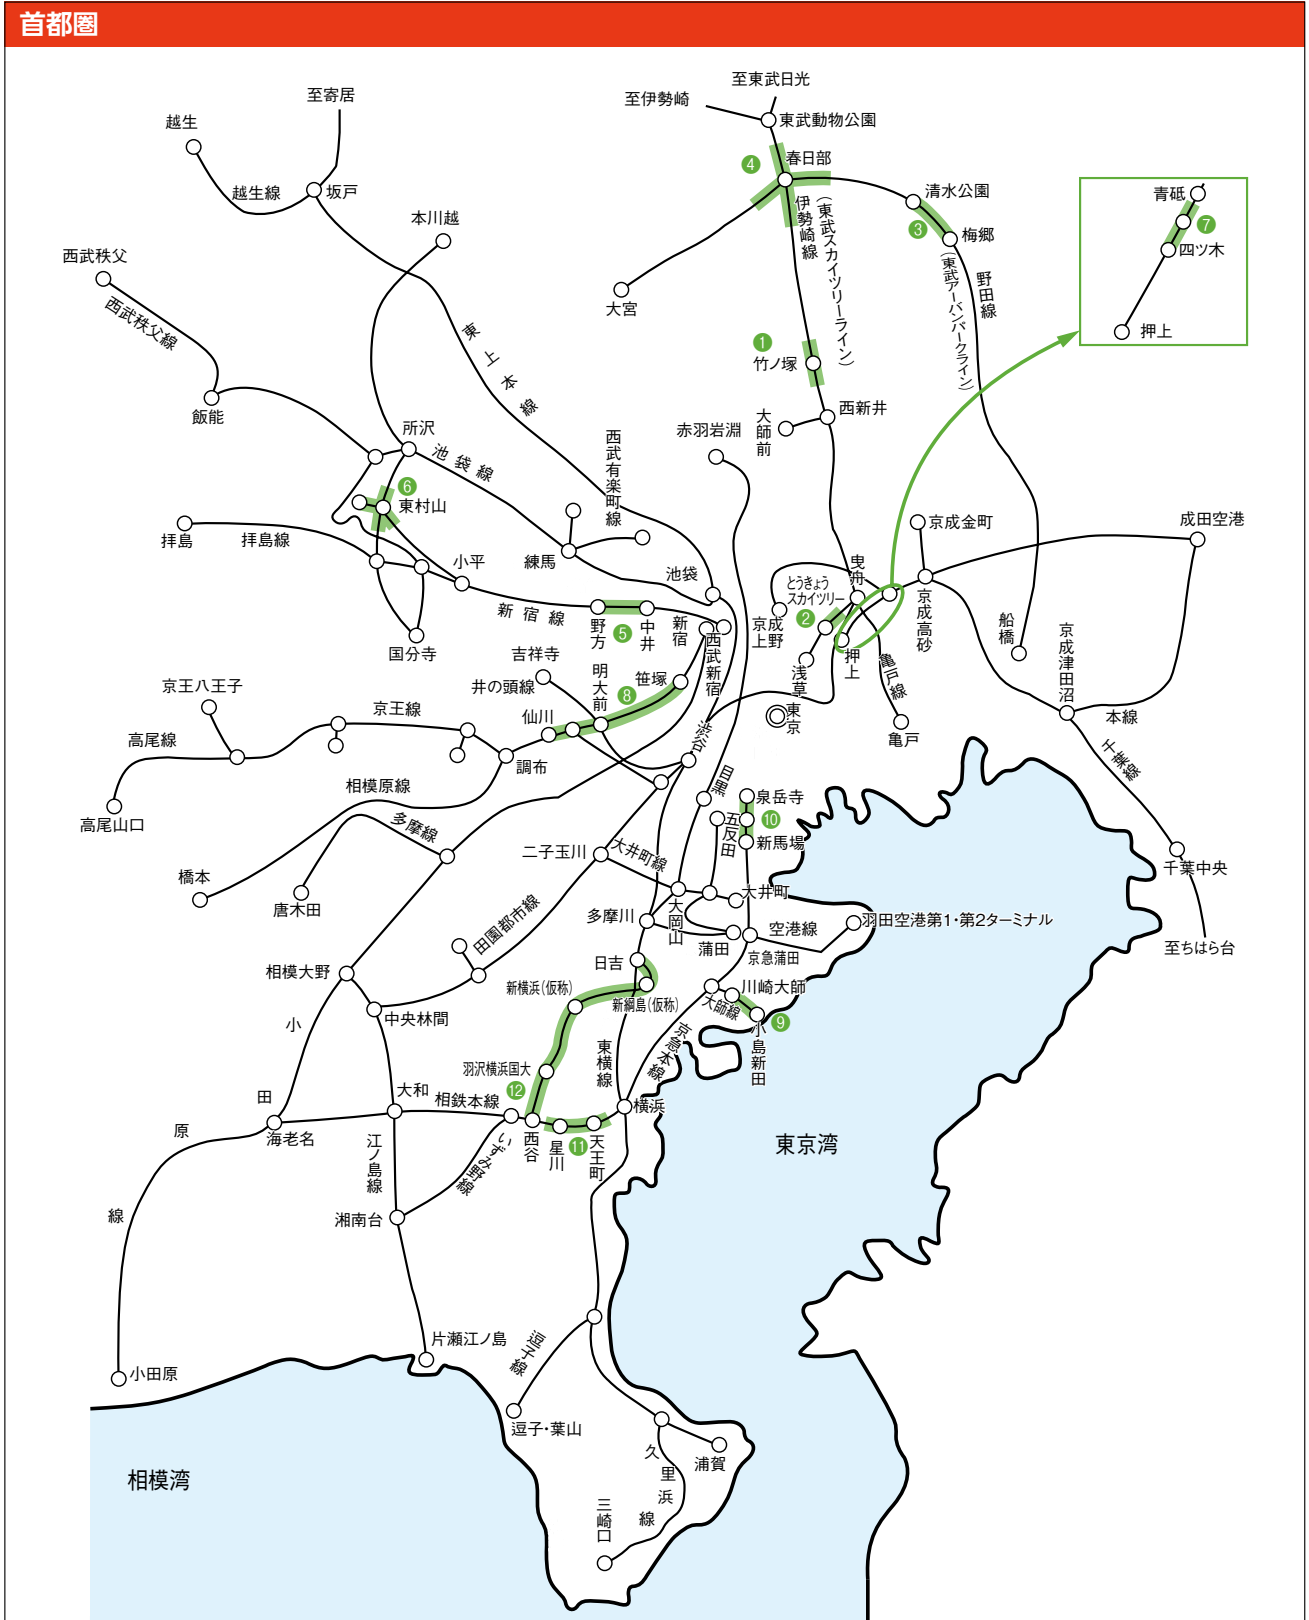 首都圏
至東武日光
至寄居
至伊勢崎
越生
東武動物公園
④
春日部
越生線
坂戸
清水公園
青砥
⑦
本川越
伊勢崎線
(東武スカイツリーライン)
③
梅郷
四ツ木
西武秩父
野田線
(東武アーバンパークライン)
大宮
西武秩父線
東上本線
①
竹ノ塚
押上
飯能
西新井
大師前
所沢
赤羽岩淵
西武有楽町線
池袋線
⑥
東村山
京成金町
成田空港
拝島
拝島線
小平
練馬
池袋
曳舟
とうきょう
スカイツリー
②
京成上野
京成高砂
新宿線
野方
⑤
中井
新宿
西武新宿
船橋
京成津田沼
国分寺
吉祥寺
明大前
笹塚
浅草
押上
亀戸線
京王八王子
井の頭線
⑧
京王線
仙川
渋谷
東京
本線
高尾線
亀戸
千葉線
調布
相模原線
目黒
泉岳寺
高尾山口
多摩線
五反田
⑩
新馬場
二子玉川
大井町線
千葉中央
橋本
大井町
唐木田
田園都市線
多摩川
大岡山
羽田空港第1・第2ターミナル
空港線
蒲田
京急蒲田
至ちはら台
相模大野
日吉
新横浜(仮称)
新綱島(仮称)
川崎大師
大師線
中央林間
⑨
小島新田
小田原線
東横線
京急本線
羽沢横浜国大
⑫
大和
相鉄本線
横浜
海老名
西谷
星川
⑪
天王町
東京湾
江ノ島線
いずみ野線
湘南台
片瀬江ノ島
逗子線
小田原
逗子・葉山
浦賀
久里浜線
相模湾
三崎口